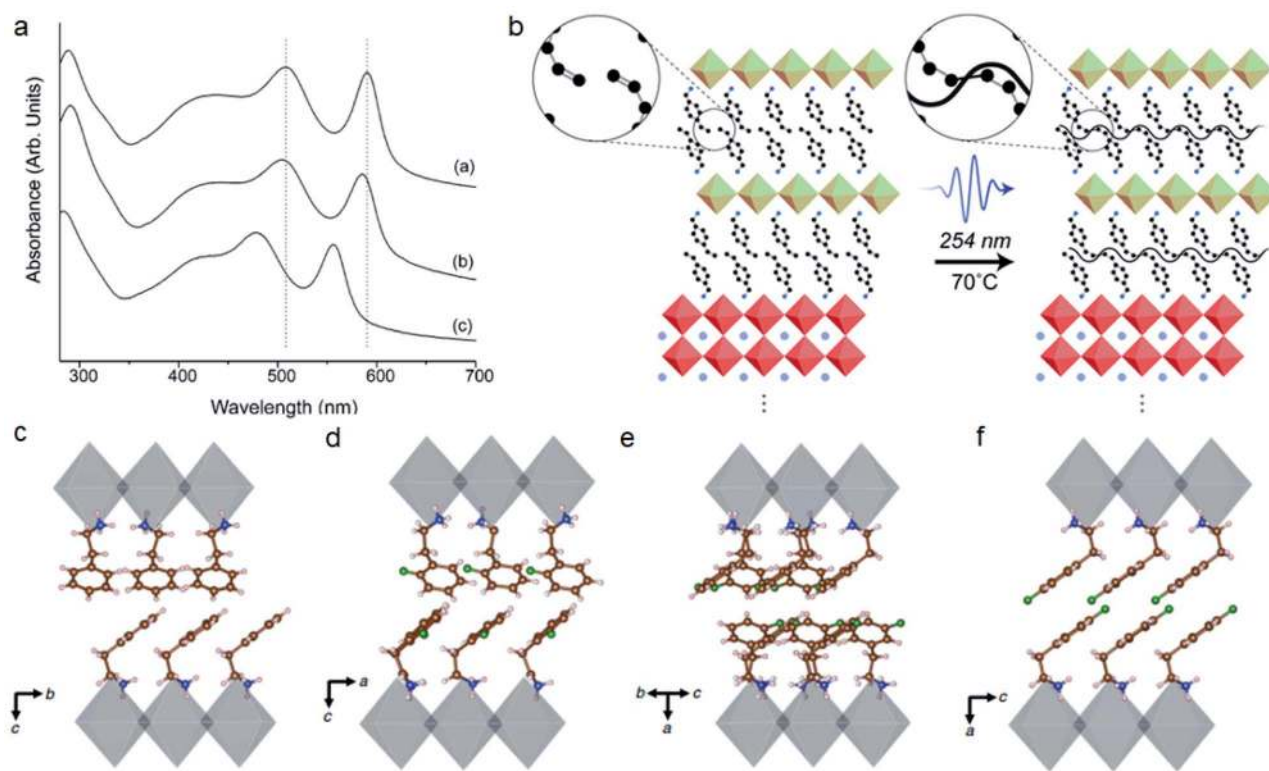 a
Absorbance (Arb. Units)
(a)
(b)
(c)
300 400 500 600 700
Wavelength (nm)
b
254 nm
70°C
⋮ ⋮
c
b
c
d
a
c
e
b c
a
f
c
a